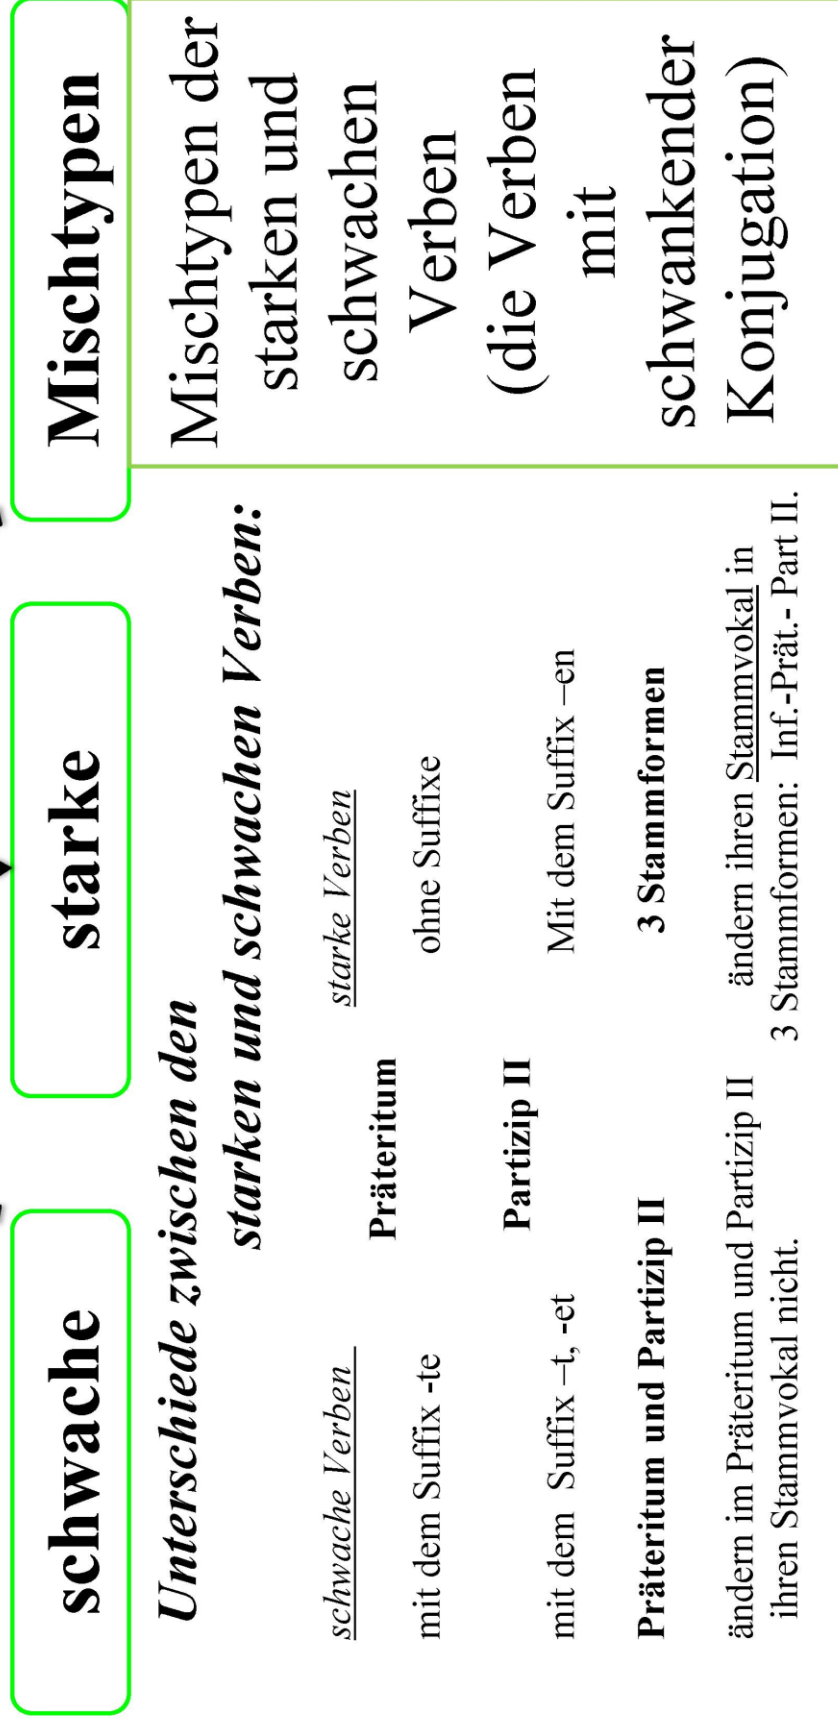 schwache
starke
Mischtypen
Unterschiede zwischen den
starken und schwachen Verben:
schwache Verben
starke Verben
Präteritum
mit dem Suffix -te
ohne Suffixe
Partizip II
mit dem Suffix –t, -et
Mit dem Suffix –en
Präteritum und Partizip II
3 Stammformen
ändern im Präteritum und Partizip II
ihren Stammvokal nicht.
ändern ihren Stammvokal in
3 Stammformen: Inf.-Prät.- Part II.
Mischtypen der
starken und
schwachen
Verben
(die Verben
mit
schwankender
Konjugation)